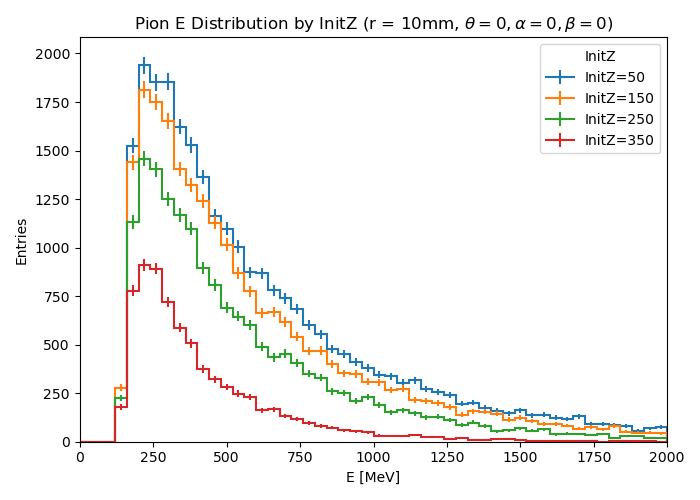 Pion E Distribution by InitZ (r = 10mm, θ = 0, α = 0, β = 0)
InitZ
InitZ=50
InitZ=150
InitZ=250
InitZ=350
Entries
2000
1750
1500
1250
1000
750
500
250
0
0 250 500 750 1000 1250 1500 1750 2000
E [MeV]